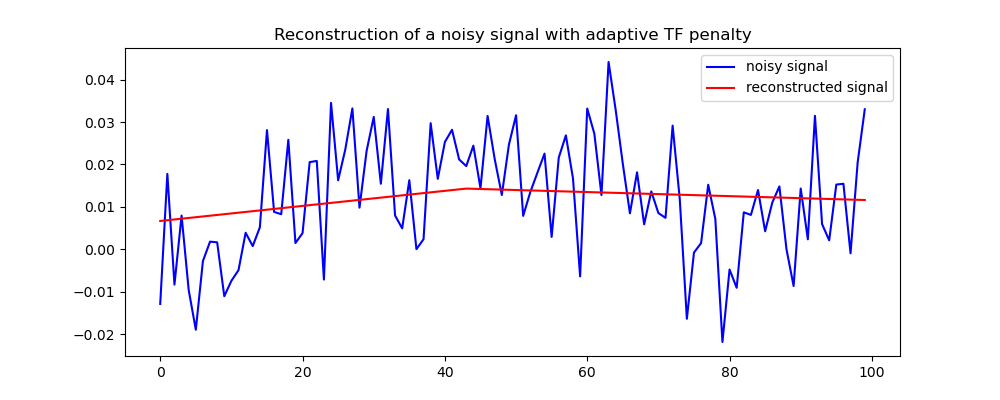 Reconstruction of a noisy signal with adaptive TF penalty
noisy signal
reconstructed signal
0.04
0.03
0.02
0.01
0.00
−0.01
−0.02
0 20 40 60 80 100